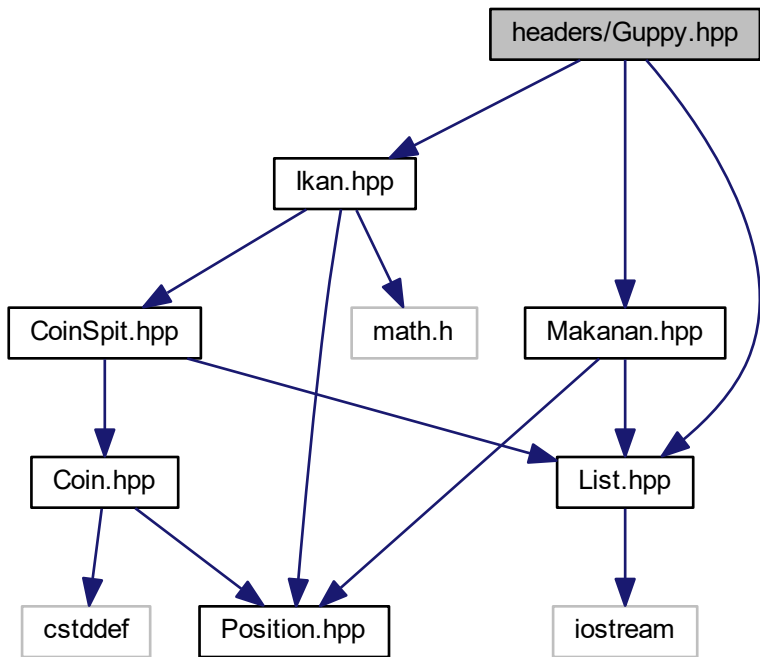 headers/Guppy.hpp
Ikan.hpp
CoinSpit.hpp
math.h
Makanan.hpp
Coin.hpp
List.hpp
cstddef
Position.hpp
iostream